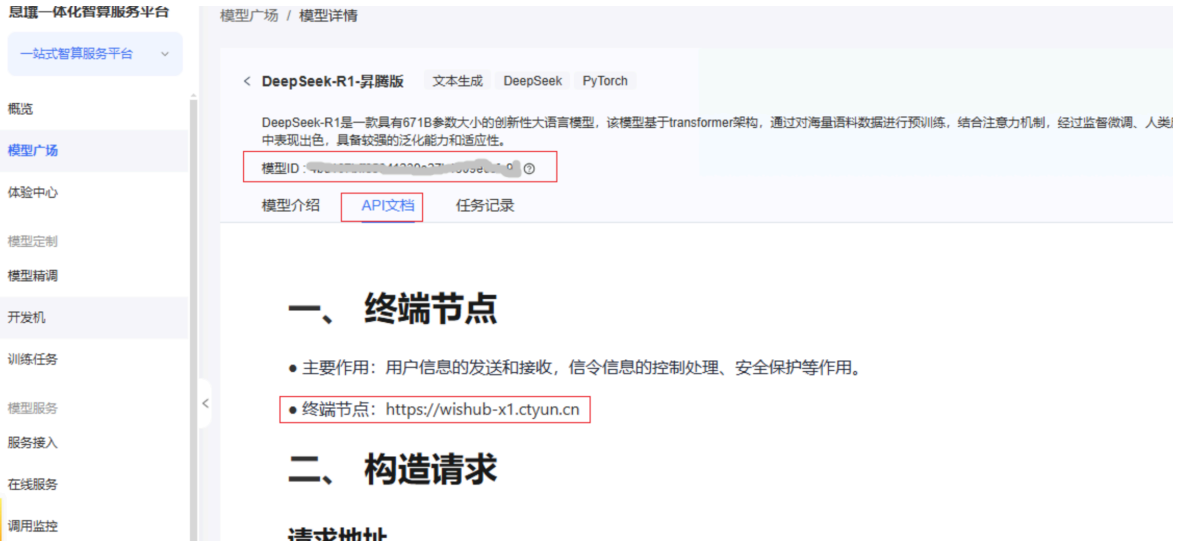 息壤一体化智算服务平台
模型广场 / 模型详情
一站式智算服务平台
DeepSeek-R1-昇腾版 文本生成 DeepSeek PyTorch
概览
DeepSeek-R1是一款具有671B参数大小的创新性大语言模型，该模型基于transformer架构，通过对海量语料数据进行预训练，结合注意力机制，经过监督微调、人类
中表现出色，具备较强的泛化能力和适应性。
模型广场
模型ID :
体验中心
模型介绍 API文档 任务记录
模型定制
模型精调
开发机
训练任务
模型服务
服务接入
在线服务
调用监控
一、 终端节点
● 主要作用：用户信息的发送和接收，信令信息的控制处理、安全保护等作用。
● 终端节点：https://wishub-x1.ctyun.cn
二、 构造请求
请求地址